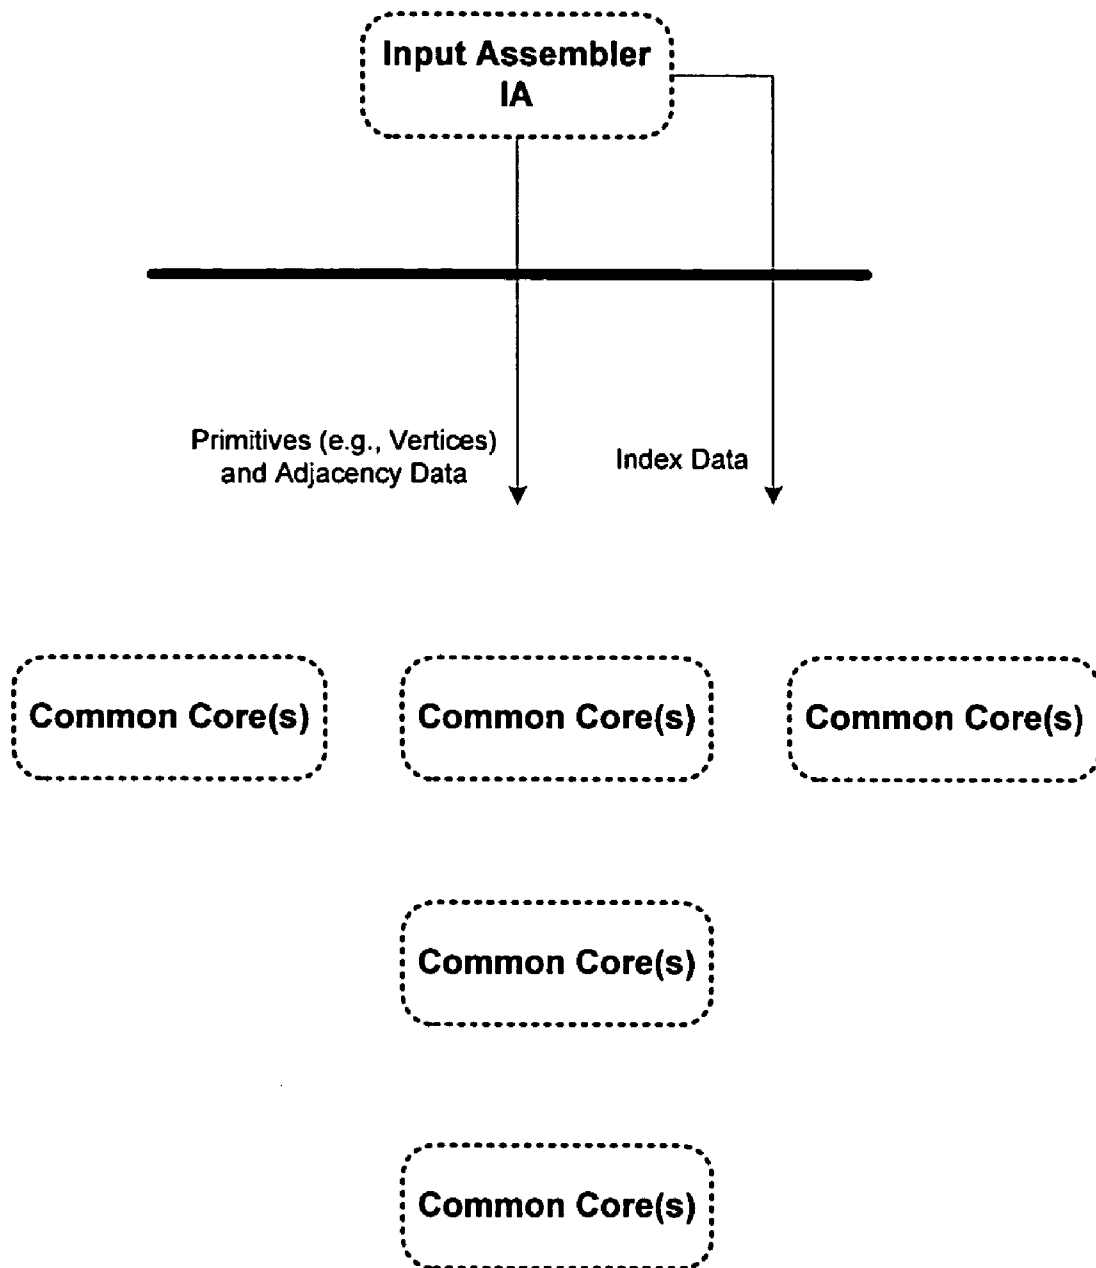 Input Assembler
IA
Primitives (e.g., Vertices)
and Adjacency Data
Index Data
Common Core(s)
Common Core(s)
Common Core(s)
Common Core(s)
Common Core(s)